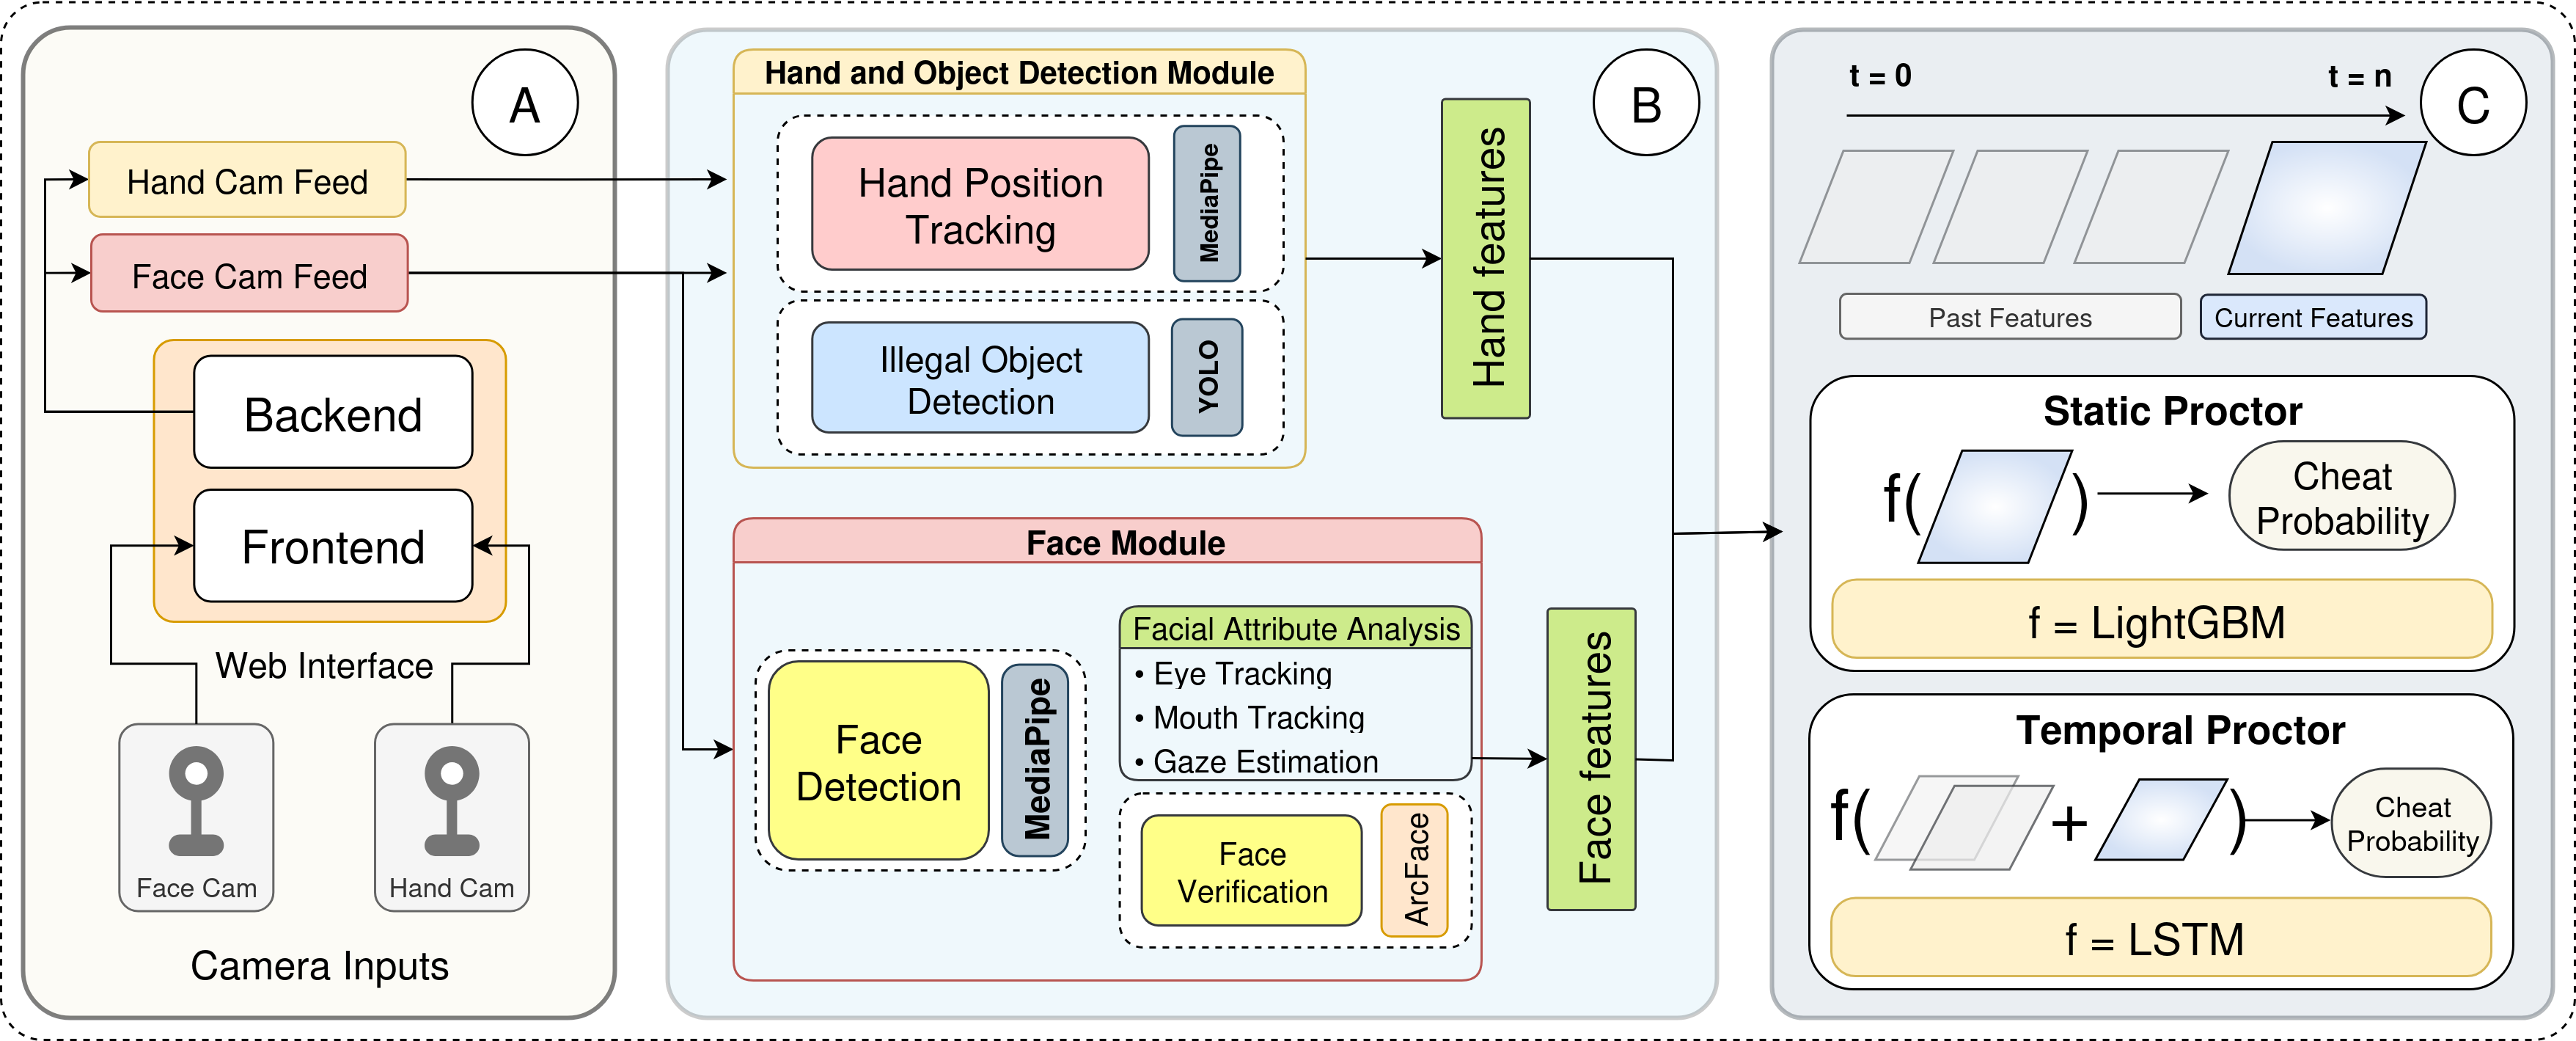 A
Hand Cam Feed
Face Cam Feed
Backend
Frontend
Web Interface
Face Cam
Hand Cam
Camera Inputs
B
Hand and Object Detection Module
Hand Position
Tracking
MediaPipe
Illegal Object
Detection
YOLO
Hand features
Face Module
Face
Detection
MediaPipe
Facial Attribute Analysis
• Eye Tracking
• Mouth Tracking
• Gaze Estimation
Face
Verification
ArcFace
Face features
C
t = 0
t = n
Past Features
Current Features
Static Proctor
f( )
Cheat
Probability
f = LightGBM
Temporal Proctor
f( + )
Cheat
Probability
f = LSTM